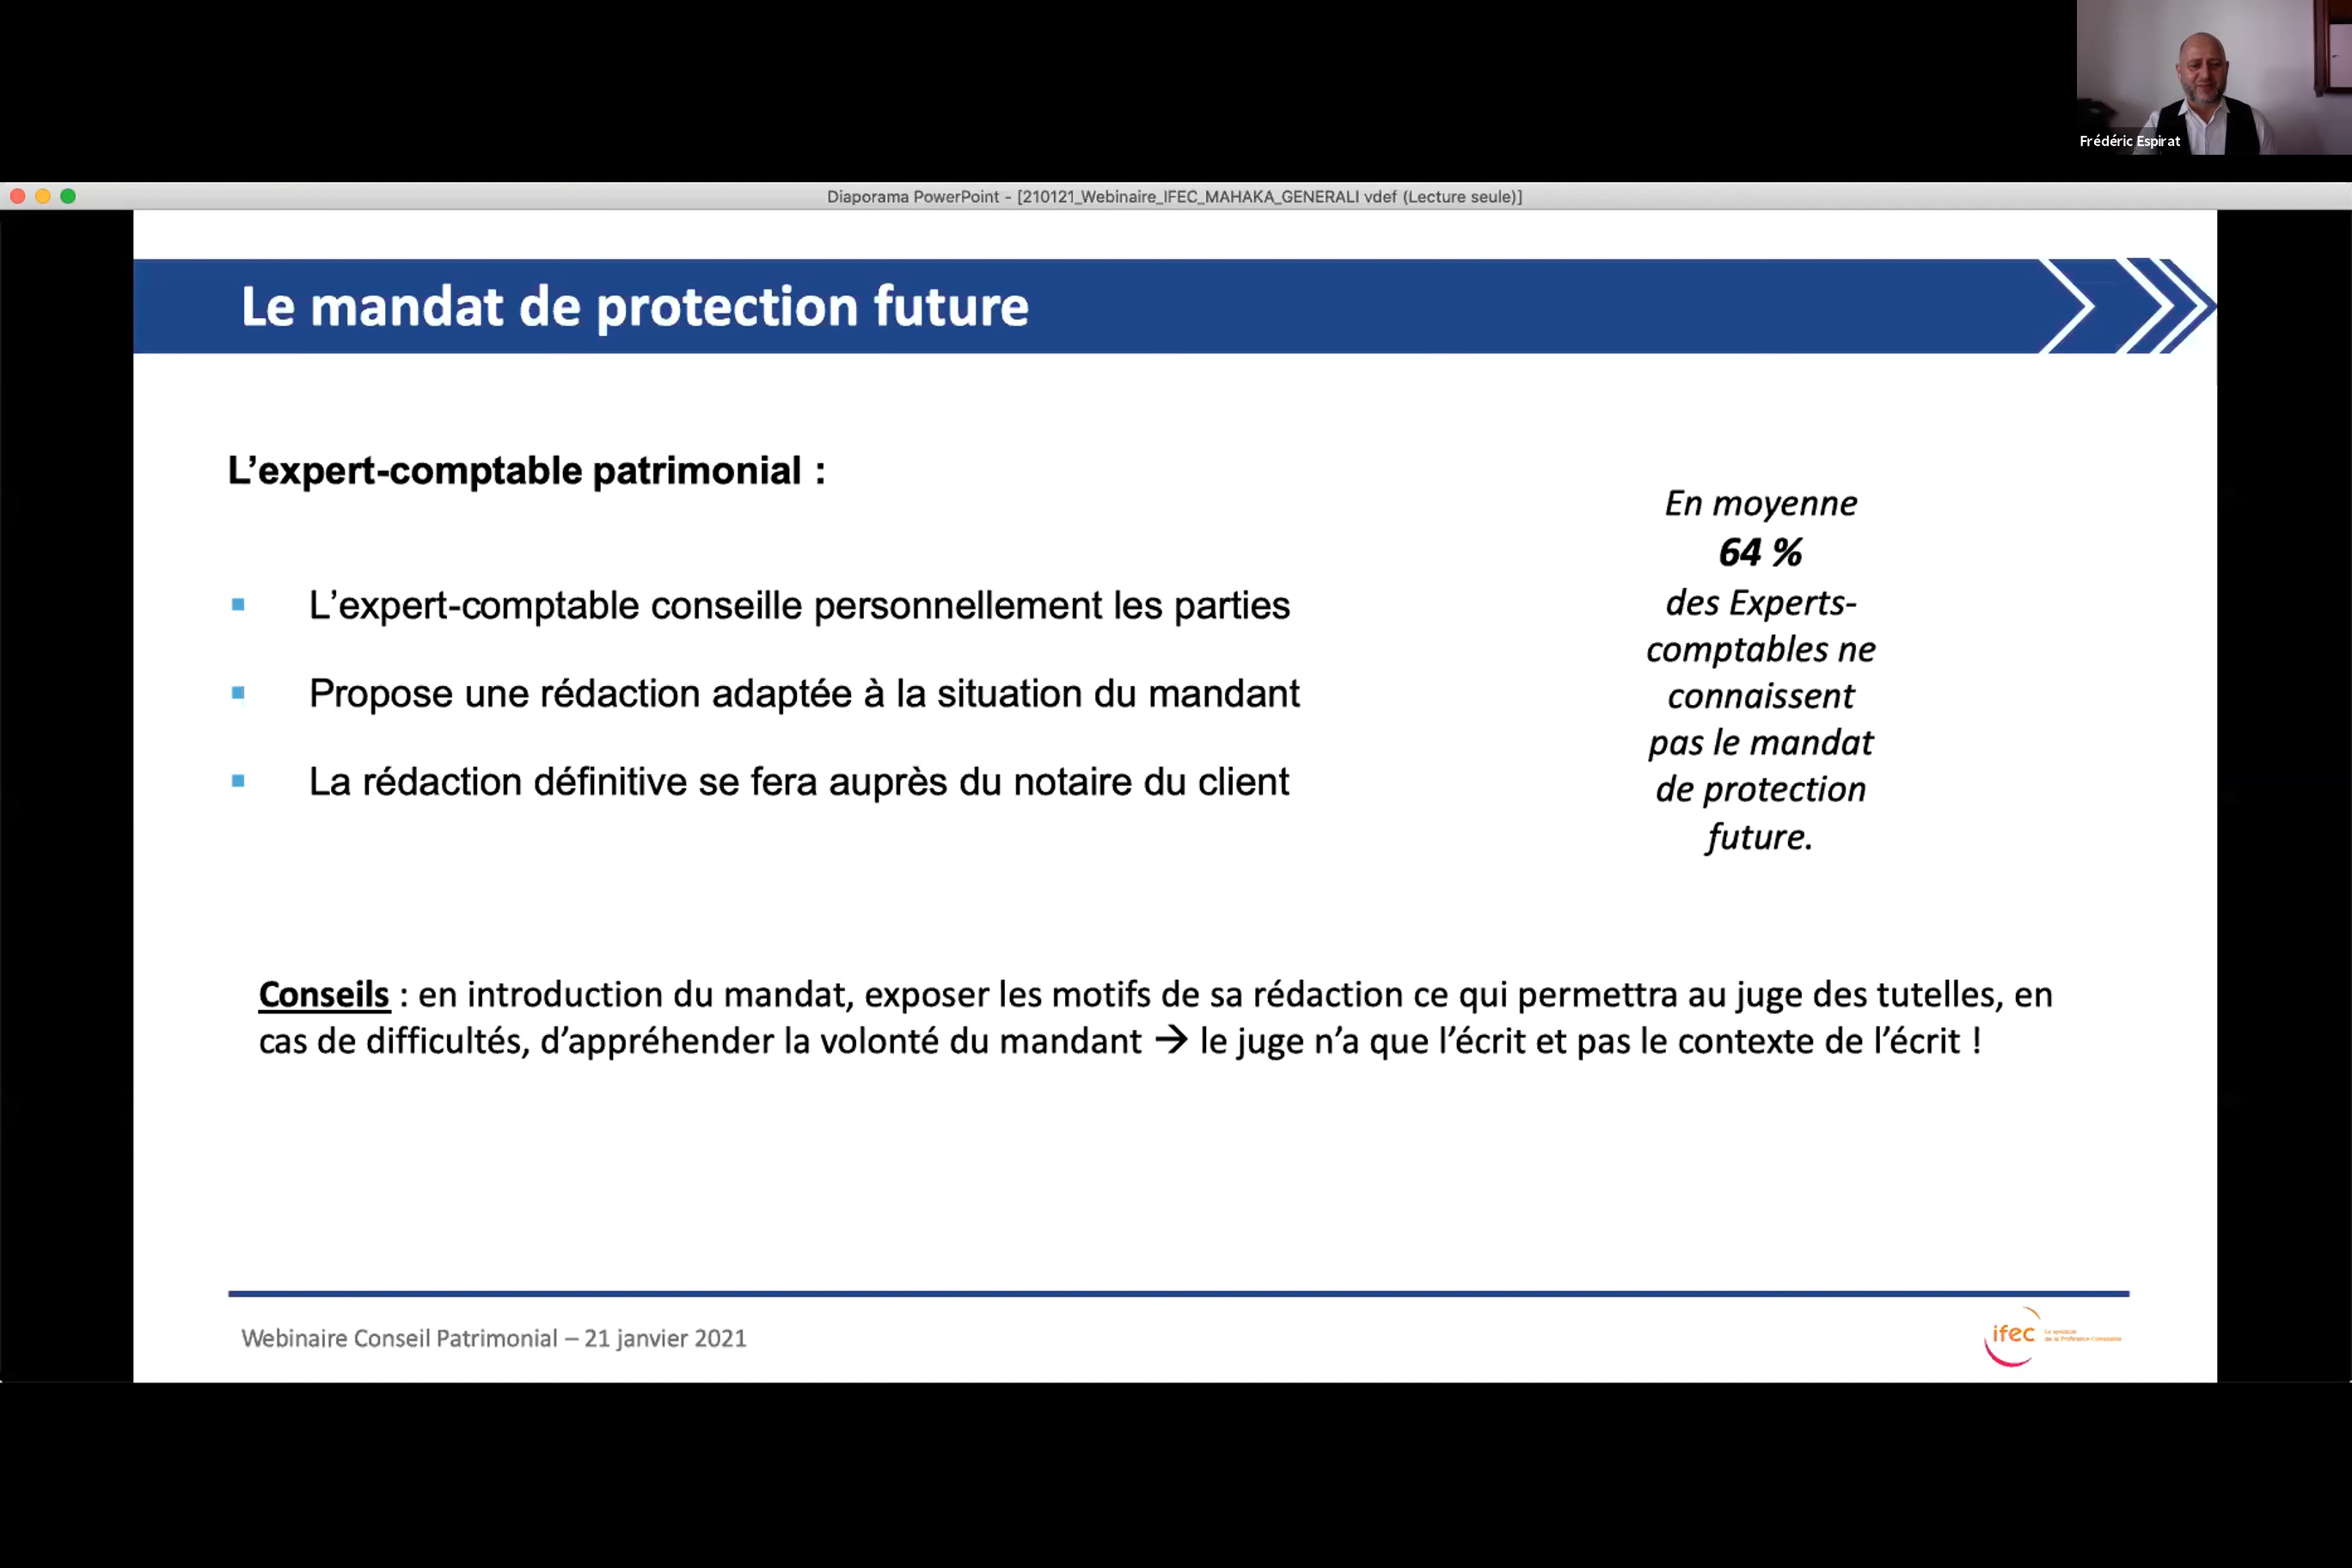 Frédéric Espirat
Diaporama PowerPoint - [210121_Webinaire_IFEC_MAHAKA_GENERALI vdef (Lecture seule)]
Le mandat de protection future
L’expert-comptable patrimonial :
L’expert-comptable conseille personnellement les parties
Propose une rédaction adaptée à la situation du mandant
La rédaction définitive se fera auprès du notaire du client
En moyenne
64 %
des Experts-
comptables ne
connaissent
pas le mandat
de protection
future.
Conseils : en introduction du mandat, exposer les motifs de sa rédaction ce qui permettra au juge des tutelles, en
cas de difficultés, d’appréhender la volonté du mandant → le juge n’a que l’écrit et pas le contexte de l’écrit !
Webinaire Conseil Patrimonial – 21 janvier 2021
ifec